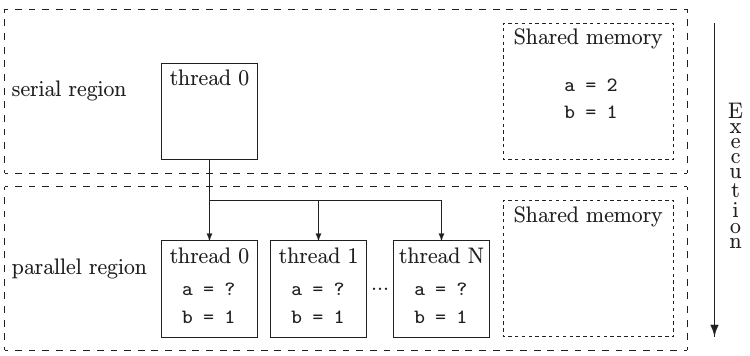 Shared memory
serial region
thread 0
a = 2
b = 1
Execution
parallel region
thread 0
a = ?
b = 1
thread 1
a = ?
b = 1
...
thread N
a = ?
b = 1
Shared memory